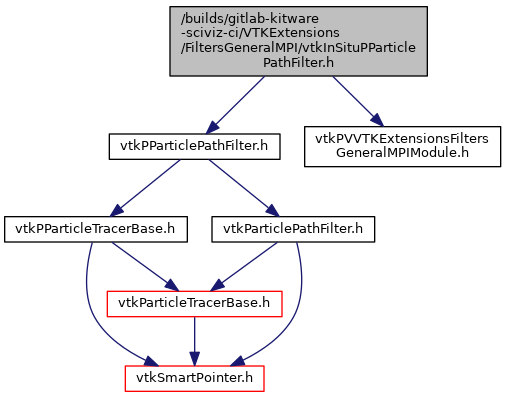 /builds/gitlab-kitware
-sciviz-ci/VTKExtensions
/FiltersGeneralMPI/vtkInSituPParticle
PathFilter.h
vtkPParticlePathFilter.h
vtkPVVTKExtensionsFilters
GeneralMPIModule.h
vtkPParticleTracerBase.h
vtkParticlePathFilter.h
vtkParticleTracerBase.h
vtkSmartPointer.h